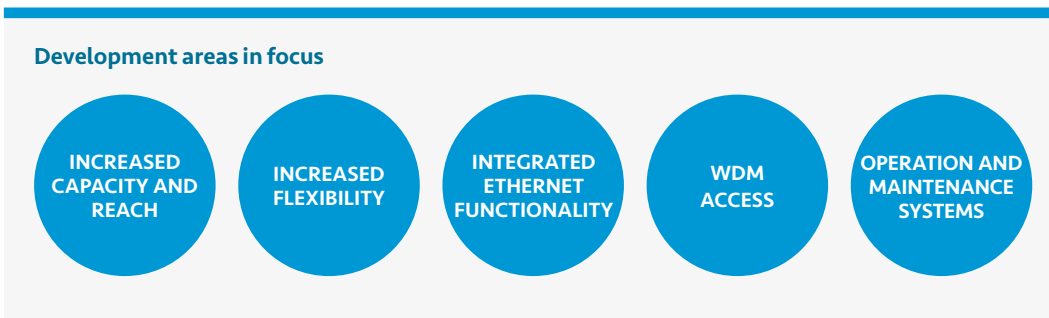 Development areas in focus
INCREASED
CAPACITY AND
REACH
INCREASED
FLEXIBILITY
INTEGRATED
ETHERNET
FUNCTIONALITY
WDM
ACCESS
OPERATION AND
MAINTENANCE
SYSTEMS